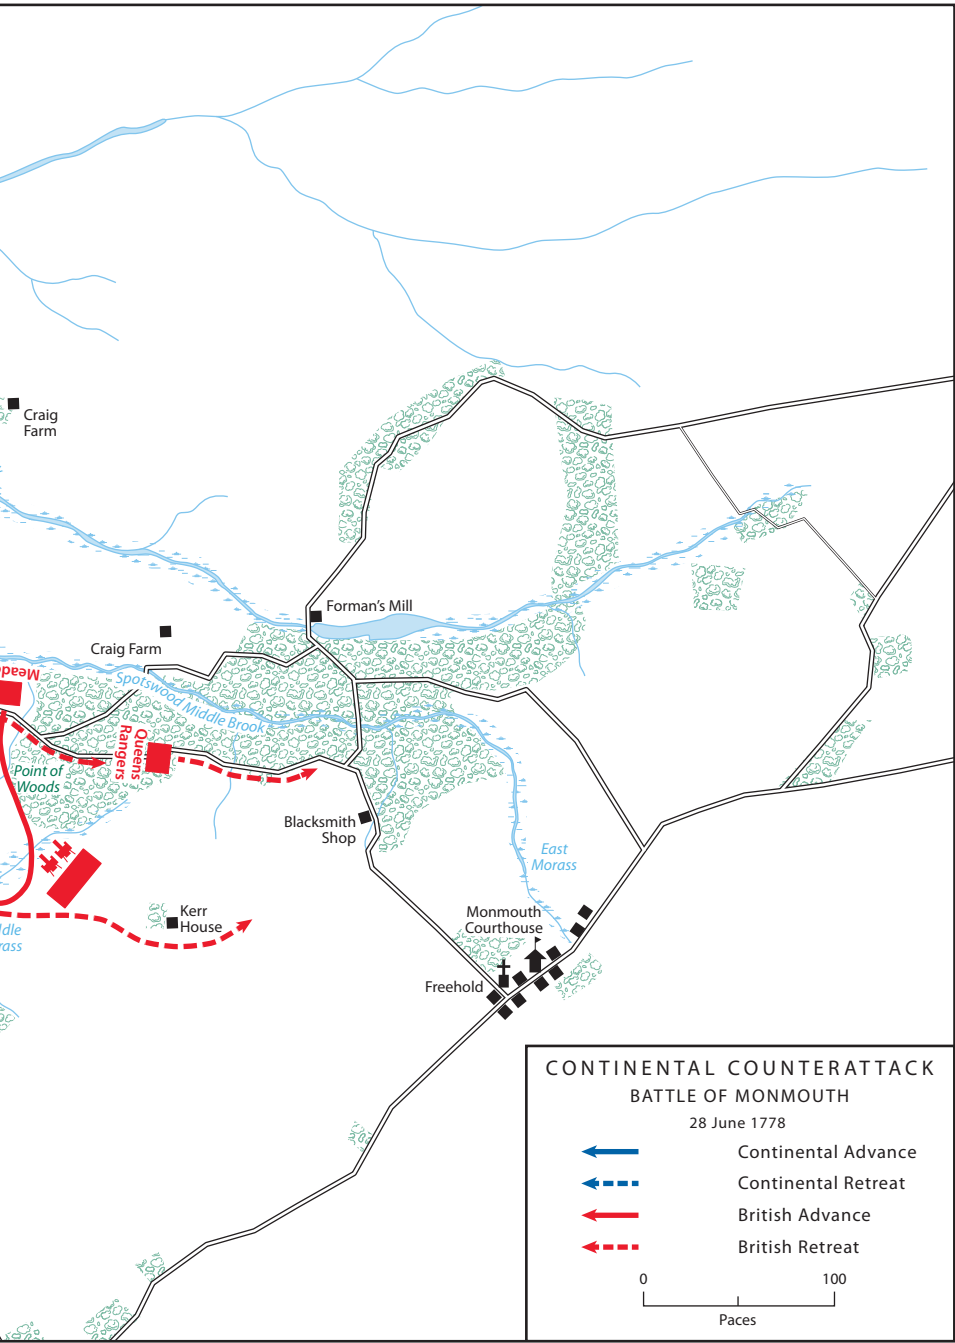 Craig
Farm
Forman's Mill
Craig Farm
Spotswood Middle Brook
Queens
Rangers
Point of
Woods
Blacksmith
Shop
East
Morass
Kerr
House
Monmouth
Courthouse
Freehold
CONTINENTAL COUNTERATTACK
BATTLE OF MONMOUTH
28 June 1778
Continental Advance
Continental Retreat
British Advance
British Retreat
0 100
Paces